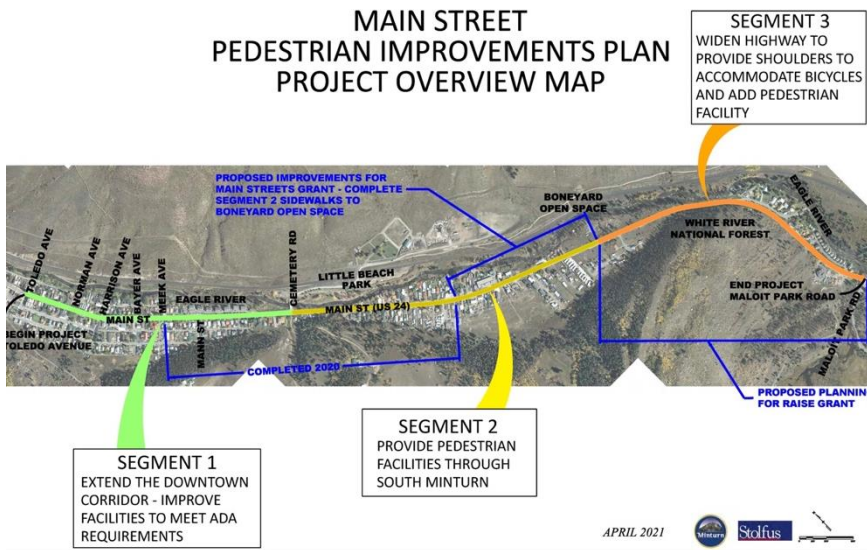 MAIN STREET
PEDESTRIAN IMPROVEMENTS PLAN
PROJECT OVERVIEW MAP
SEGMENT 3
WIDEN HIGHWAY TO
PROVIDE SHOULDERS TO
ACCOMMODATE BICYCLES
AND ADD PEDESTRIAN
FACILITY
PROPOSED IMPROVEMENTS FOR
MAIN STREETS GRANT - COMPLETE
SEGMENT 2 SIDEWALKS TO
BONEYARD OPEN SPACE
BONEYARD
OPEN SPACE
EAGLE RIVER
WHITE RIVER
NATIONAL FOREST
TOLEDO AVE
NORMAN AVE
HARRISON AVE
BAYER AVE
MEEK AVE
EAGLE RIVER
CEMETERY RD
LITTLE BEACH
PARK
MAIN ST
MANN ST
MAIN ST (US 24)
END PROJECT
MALOIT PARK ROAD
MALOIT PARK RD
BEGIN PROJECT
TOLEDO AVENUE
COMPLETED 2020
PROPOSED PLANNIN
FOR RAISE GRANT
SEGMENT 1
EXTEND THE DOWNTOWN
CORRIDOR - IMPROVE
FACILITIES TO MEET ADA
REQUIREMENTS
SEGMENT 2
PROVIDE PEDESTRIAN
FACILITIES THROUGH
SOUTH MINTURN
APRIL 2021
Minturn
Stolfus